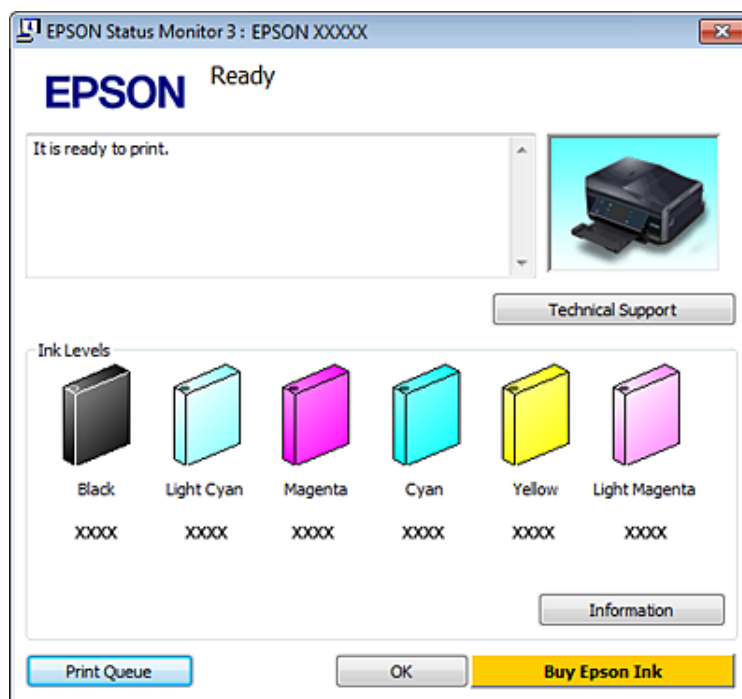 EPSON Status Monitor 3 : EPSON XXXXX
EPSON
Ready
It is ready to print.
Technical Support
Ink Levels
Black Light Cyan Magenta Cyan Yellow Light Magenta
XXXX XXXX XXXX XXXX XXXX XXXX
Information
Print Queue OK Buy Epson Ink